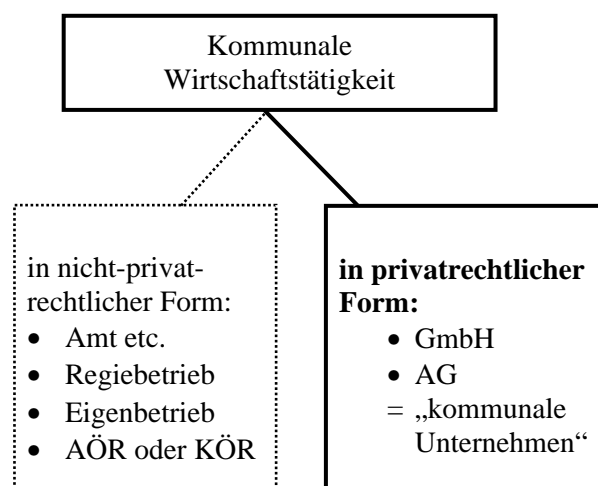 Kommunale
Wirtschaftstätigkeit
in nicht-privat-
rechtlicher Form:
• Amt etc.
• Regiebetrieb
• Eigenbetrieb
• AÖR oder KÖR
in privatrechtlicher
Form:
• GmbH
• AG
= „kommunale
Unternehmen“